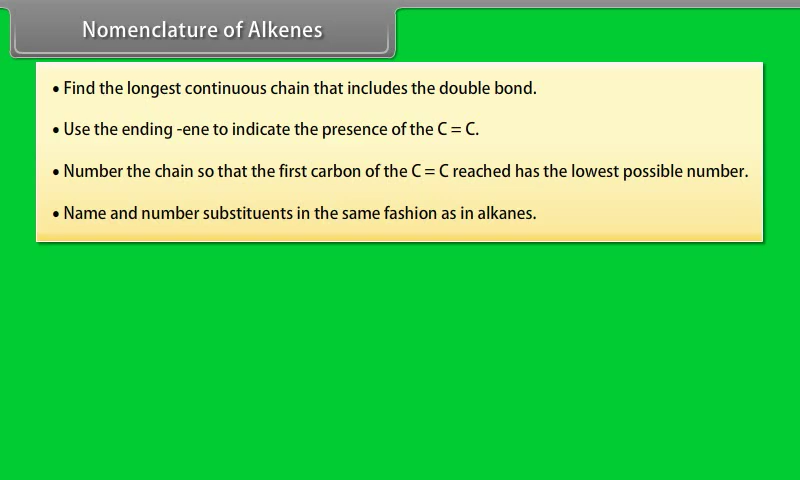 Nomenclature of Alkenes
• Find the longest continuous chain that includes the double bond.
• Use the ending -ene to indicate the presence of the C = C.
• Number the chain so that the first carbon of the C = C reached has the lowest possible number.
• Name and number substituents in the same fashion as in alkanes.